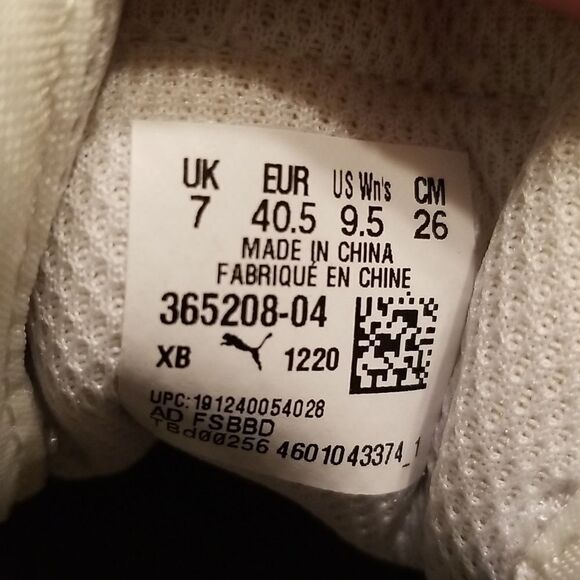 UK EUR US Wn's CM
7 40.5 9.5 26
MADE IN CHINA
FABRIQUÉ EN CHINE
365208-04
XB 1220
UPC:191240054028
AD FSBBD
TBd00256 4601043374_1